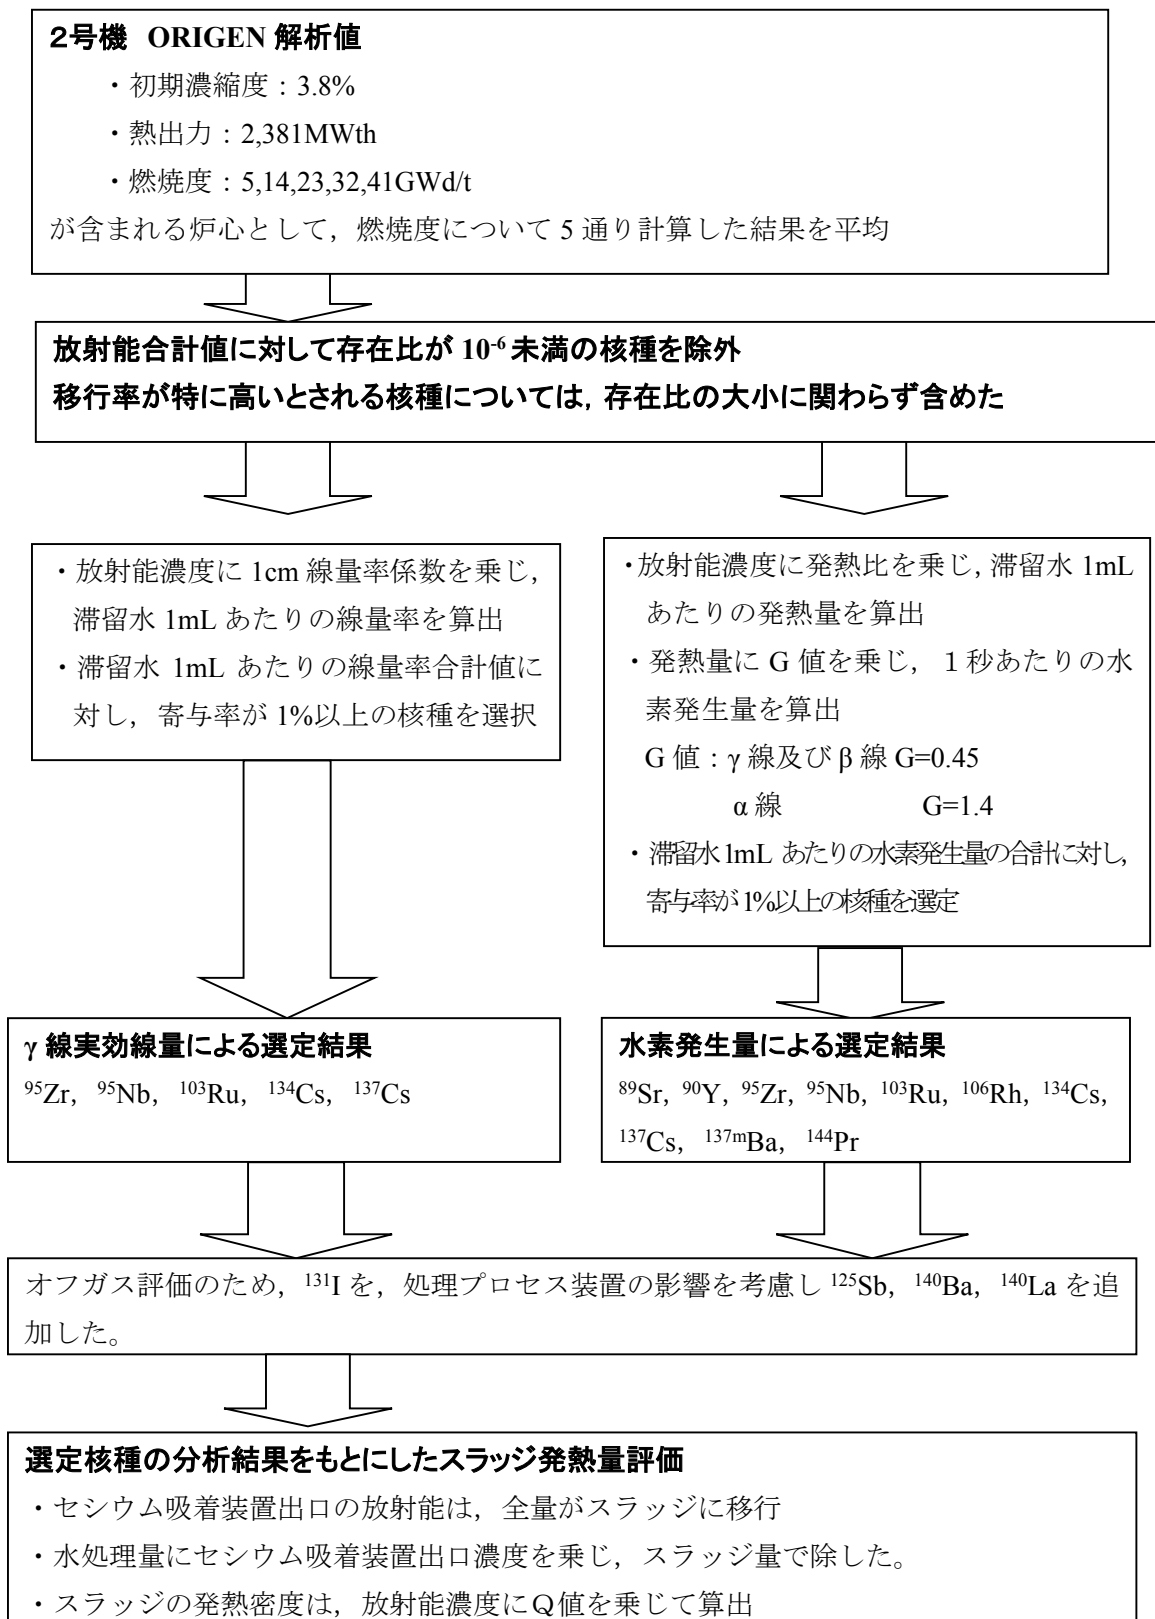 ２号機 ORIGEN 解析値
・初期濃縮度：3.8%
・熱出力：2,381MWth
・燃焼度：5,14,23,32,41GWd/t
が含まれる炉心として，燃焼度について 5 通り計算した結果を平均
放射能合計値に対して存在比が 10⁻⁶ 未満の核種を除外
移行率が特に高いとされる核種については，存在比の大小に関わらず含めた
・放射能濃度に 1cm 線量率係数を乗じ，
滞留水 1mL あたりの線量率を算出
・滞留水 1mL あたりの線量率合計値に
対し，寄与率が 1%以上の核種を選択
・放射能濃度に発熱比を乗じ，滞留水 1mL
あたりの発熱量を算出
・発熱量に G 値を乗じ，１秒あたりの水
素発生量を算出
G 値：γ 線及び β 線 G=0.45
α 線 G=1.4
・滞留水 1mL あたりの水素発生量の合計に対し，
寄与率が 1%以上の核種を選定
γ 線実効線量による選定結果
⁹⁵Zr，⁹⁵Nb，¹⁰³Ru，¹³⁴Cs，¹³⁷Cs
水素発生量による選定結果
⁸⁹Sr，⁹⁰Y，⁹⁵Zr，⁹⁵Nb，¹⁰³Ru，¹⁰⁶Rh，¹³⁴Cs，
¹³⁷Cs，¹³⁷ᵐBa，¹⁴⁴Pr
オフガス評価のため，¹³¹I を，処理プロセス装置の影響を考慮し ¹²⁵Sb，¹⁴⁰Ba，¹⁴⁰La を追
加した。
選定核種の分析結果をもとにしたスラッジ発熱量評価
・セシウム吸着装置出口の放射能は，全量がスラッジに移行
・水処理量にセシウム吸着装置出口濃度を乗じ，スラッジ量で除した。
・スラッジの発熱密度は，放射能濃度にＱ値を乗じて算出